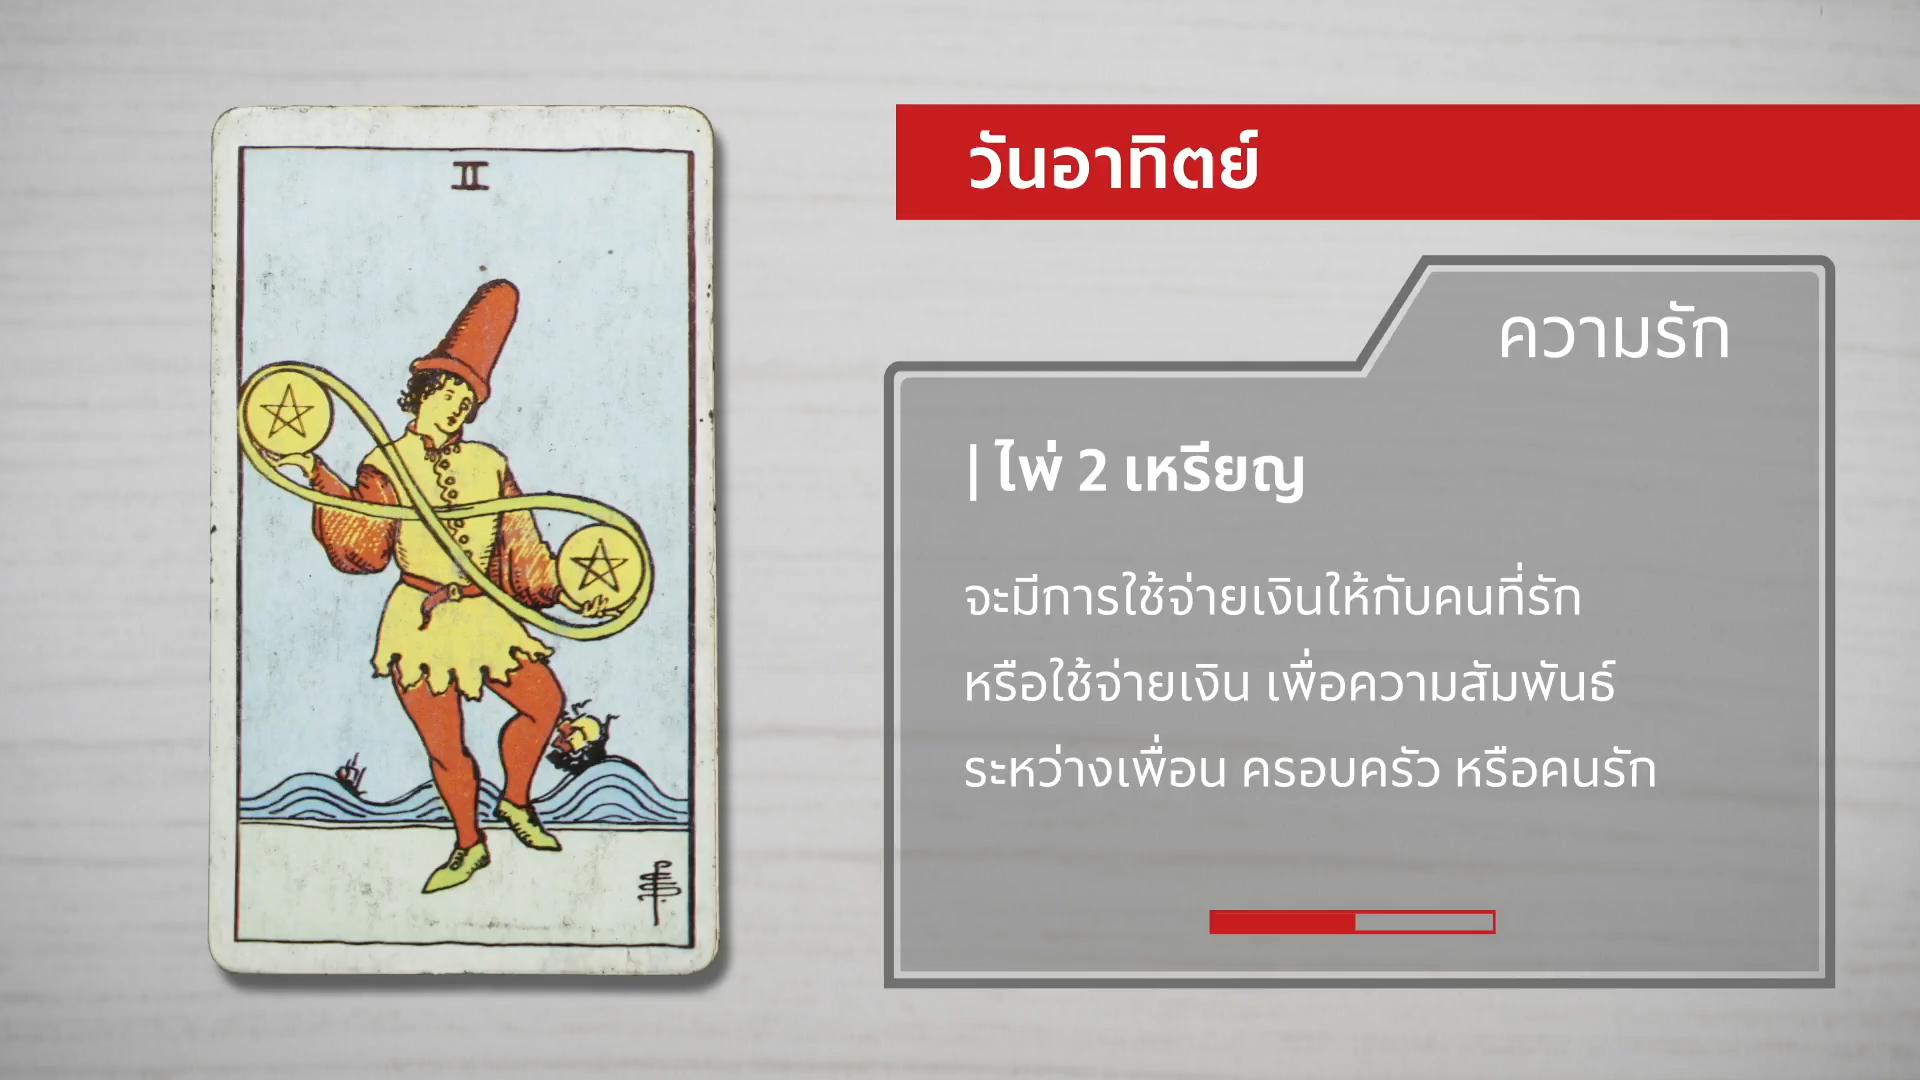 II
วันอาทิตย์
ความรัก
| ไพ่ 2 เหรียญ
จะมีการใช้จ่ายเงินให้กับคนที่รัก
หรือใช้จ่ายเงิน เพื่อความสัมพันธ์
ระหว่างเพื่อน ครอบครัว หรือคนรัก